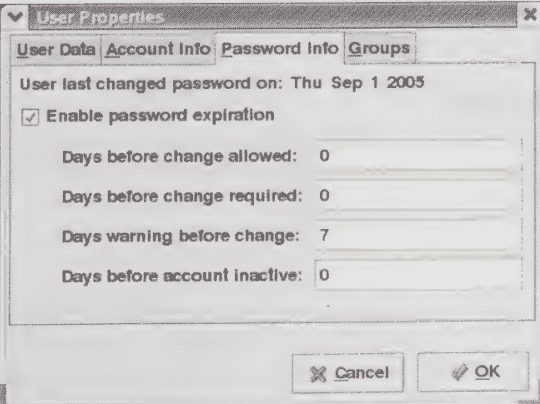 User Properties
User Data Account Info Password Info Groups
User last changed password on: Thu Sep 1 2005
Enable password expiration
Days before change allowed: 0
Days before change required: 0
Days warning before change: 7
Days before account inactive: 0
Cancel OK